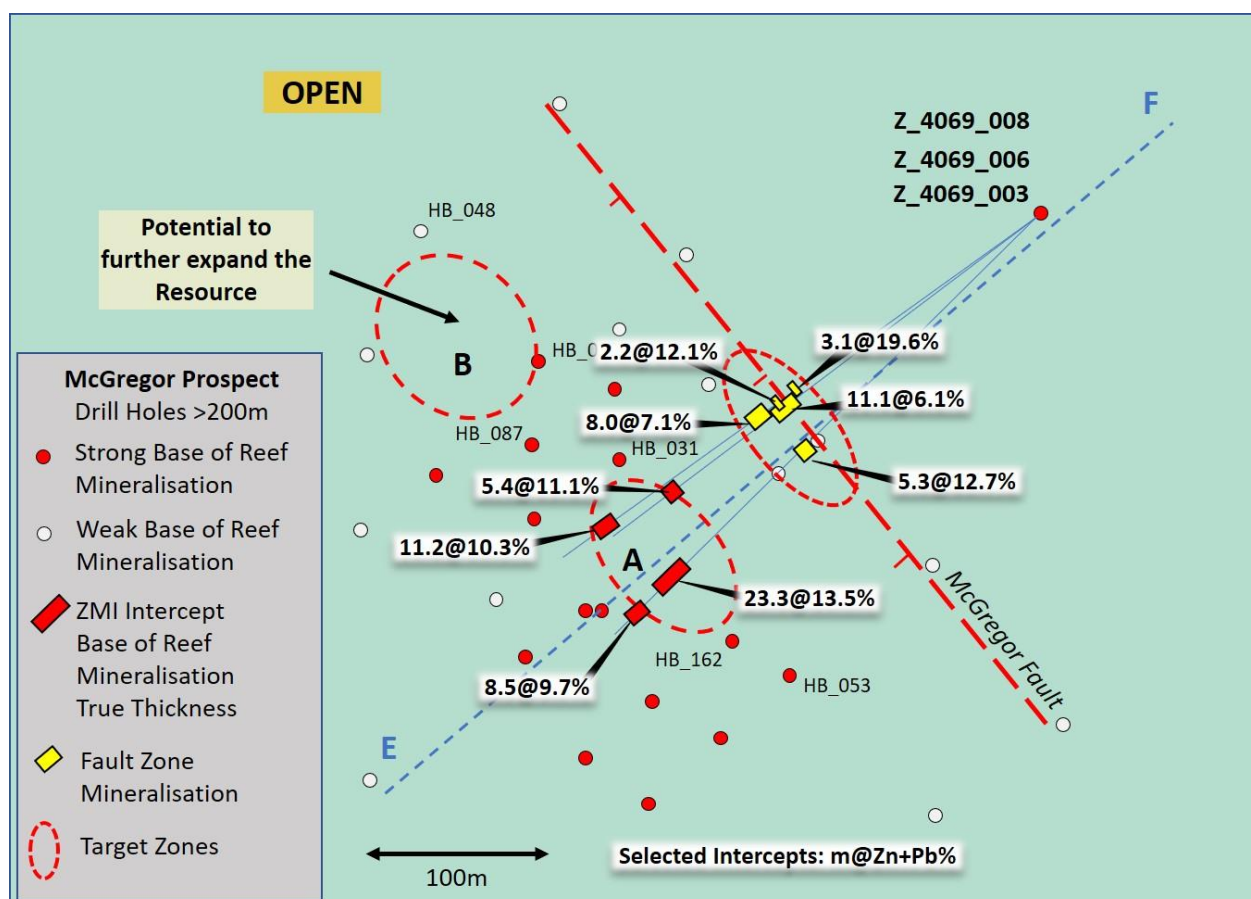 OPEN
F
Z_4069_008
Z_4069_006
Z_4069_003
HB_048
Potential to
further expand the
Resource
B
HB_0
2.2@12.1%
3.1@19.6%
11.1@6.1%
8.0@7.1%
HB_087
HB_031
5.3@12.7%
5.4@11.1%
11.2@10.3%
A
23.3@13.5%
HB_162
HB_053
8.5@9.7%
McGregor Fault
E
100m
Selected Intercepts: m@Zn+Pb%
McGregor Prospect
Drill Holes >200m
Strong Base of Reef
Mineralisation
Weak Base of Reef
Mineralisation
ZMI Intercept
Base of Reef
Mineralisation
True Thickness
Fault Zone
Mineralisation
Target Zones